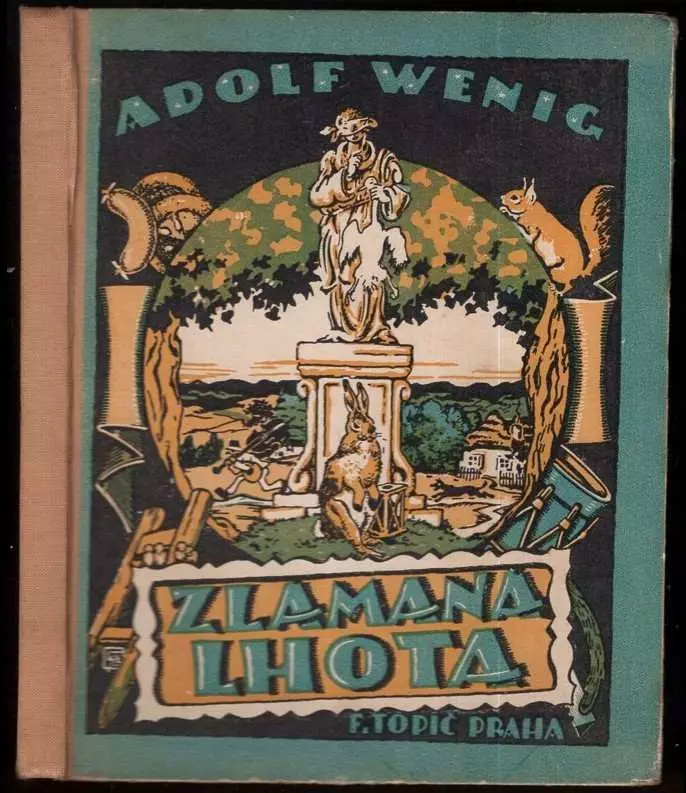 ADOLF WENIG
ZLAMANÁ
LHOTA
F. TOPIČ PRAHA